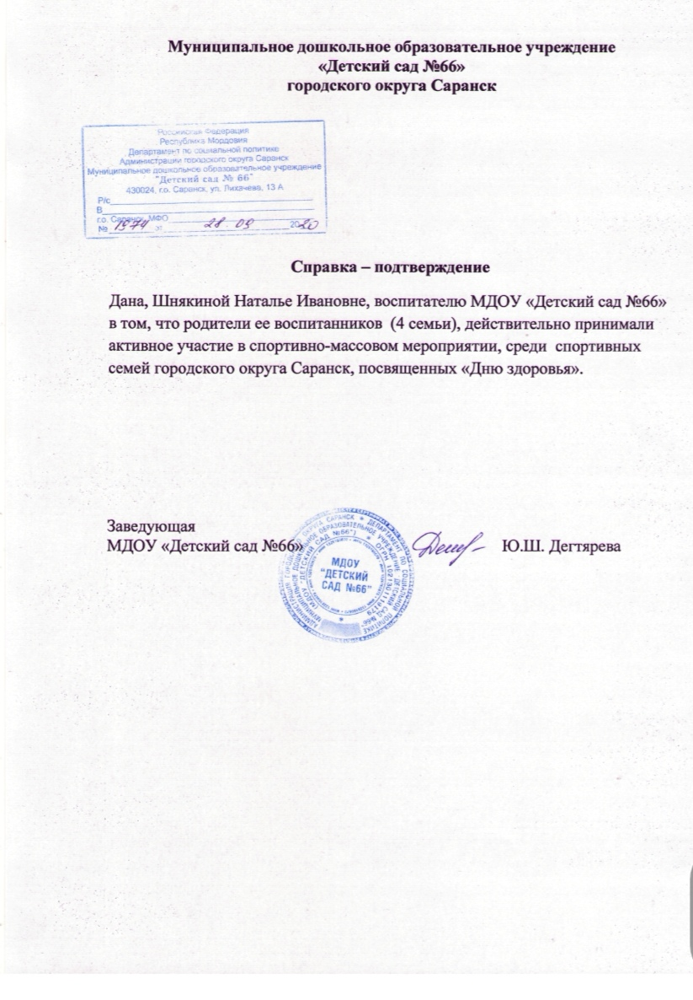 Муниципальное дошкольное образовательное учреждение
«Детский сад №66»
городского округа Саранск
Российская Федерация
Республика Мордовия
Департамент по социальной политике
Администрации городского округа Саранск
Муниципальное дошкольное образовательное учреждение
"Детский сад № 66"
430024, г.о. Саранск, ул. Лихачева, 13 А
Р/с
В
г.о. Саранск, МФО
№ 1974 от 28.09 2020
Справка – подтверждение
Дана, Шнякиной Наталье Ивановне, воспитателю МДОУ «Детский сад №66»
в том, что родители ее воспитанников (4 семьи), действительно принимали
активное участие в спортивно-массовом мероприятии, среди спортивных
семей городского округа Саранск, посвященных «Дню здоровья».
Заведующая
МДОУ «Детский сад №66» Ю.Ш. Дегтярева
МДОУ
"ДЕТСКИЙ
САД №66"